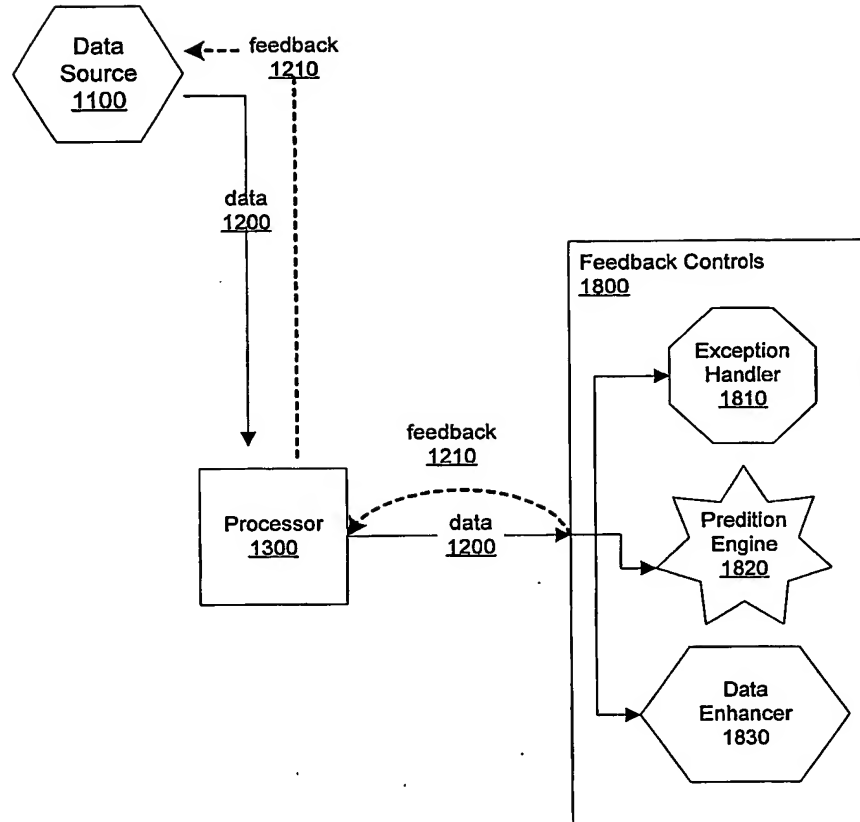 Data
Source
1100
feedback
1210
data
1200
Feedback Controls
1800
Exception
Handler
1810
feedback
1210
Processor
1300
data
1200
Predition
Engine
1820
Data
Enhancer
1830